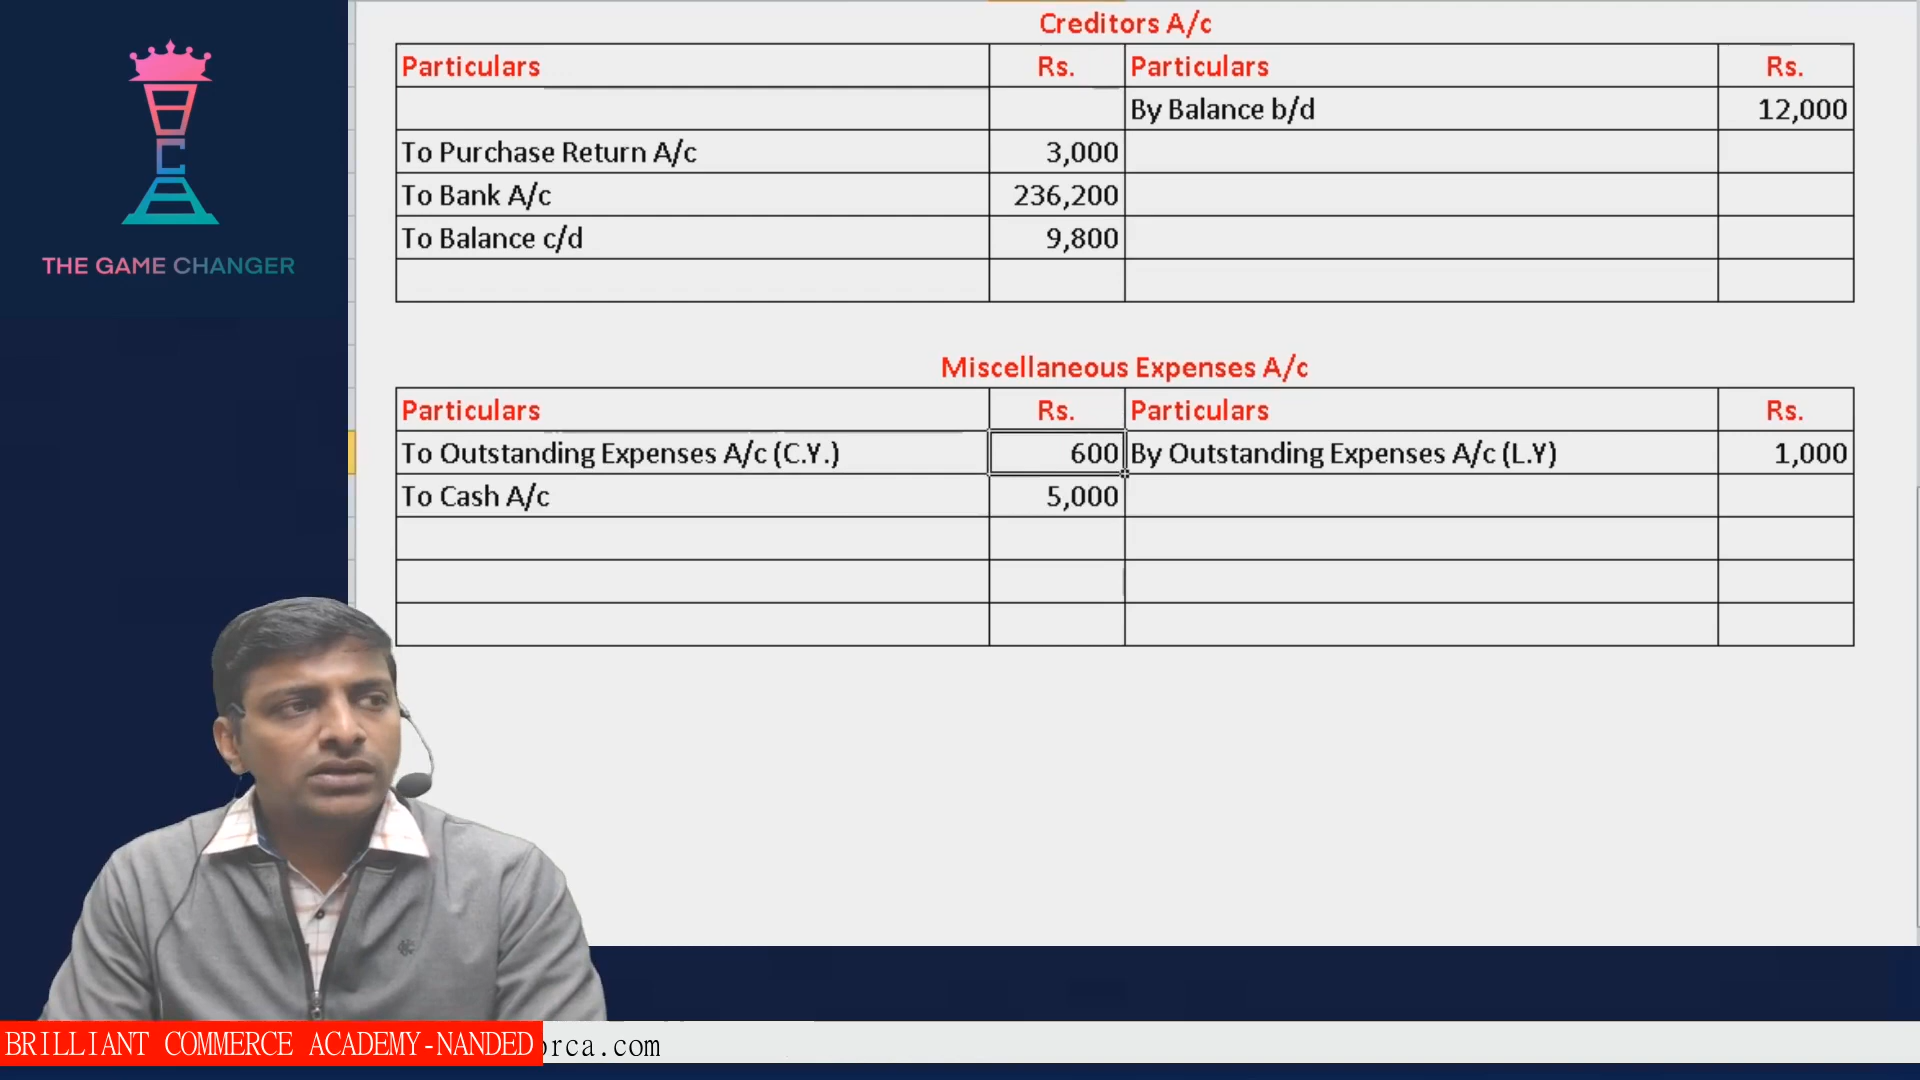 THE GAME CHANGER
Creditors A/c
Particulars Rs. Particulars Rs.
By Balance b/d 12,000
To Purchase Return A/c 3,000
To Bank A/c 236,200
To Balance c/d 9,800
Miscellaneous Expenses A/c
Particulars Rs. Particulars Rs.
To Outstanding Expenses A/c (C.Y.) 600 By Outstanding Expenses A/c (L.Y) 1,000
To Cash A/c 5,000
BRILLIANT COMMERCE ACADEMY-NANDED orca.com